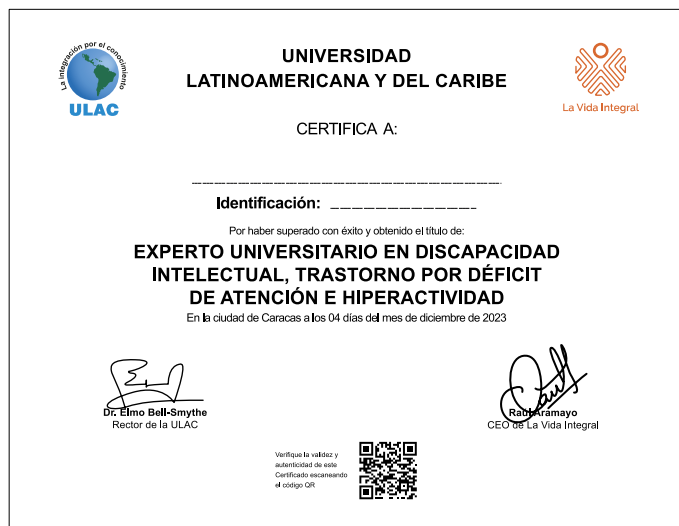 La integración por el conocimiento
ULAC
UNIVERSIDAD
LATINOAMERICANA Y DEL CARIBE
La Vida Integral
CERTIFICA A:
Identificación:
Por haber superado con éxito y obtenido el título de:
EXPERTO UNIVERSITARIO EN DISCAPACIDAD
INTELECTUAL, TRASTORNO POR DÉFICIT
DE ATENCIÓN E HIPERACTIVIDAD
En la ciudad de Caracas a los 04 días del mes de diciembre de 2023
Dr. Elmo Bell-Smythe
Rector de la ULAC
Raúl Aramayo
CEO de La Vida Integral
Verifique la validez y
autenticidad de este
Certificado escaneando
el código QR